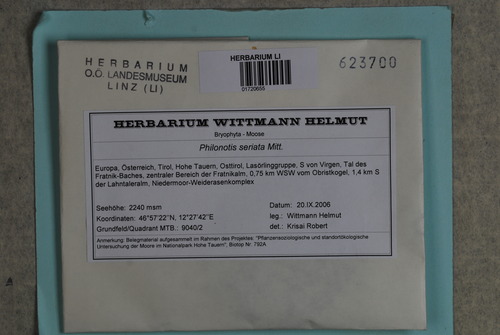 HERBARIUM
O.Ö. LANDESMUSEUM
LINZ (LI)
HERBARIUM LI
01720655
623700
HERBARIUM WITTMANN HELMUT
Bryophyta - Moose
Philonotis seriata Mitt.
Europa, Österreich, Tirol, Hohe Tauern, Osttirol, Lasörlinggruppe, S von Virgen, Tal des
Fratnik-Baches, zentraler Bereich der Fratnikalm, 0,75 km WSW vom Obristkogel, 1,4 km S
der Lahntaleralm, Niedermoor-Weiderasenkomplex
Seehöhe: 2240 msm
Datum: 20.IX.2006
Koordinaten: 46°57'22"N, 12°27'42"E
leg.: Wittmann Helmut
Grundfeld/Quadrant MTB.: 9040/2
det.: Krisai Robert
Anmerkung: Belegmaterial aufgesammelt im Rahmen des Projektes: "Pflanzensoziologische und standortökologische
Untersuchung der Moore im Nationalpark Hohe Tauern", Biotop Nr. 792A